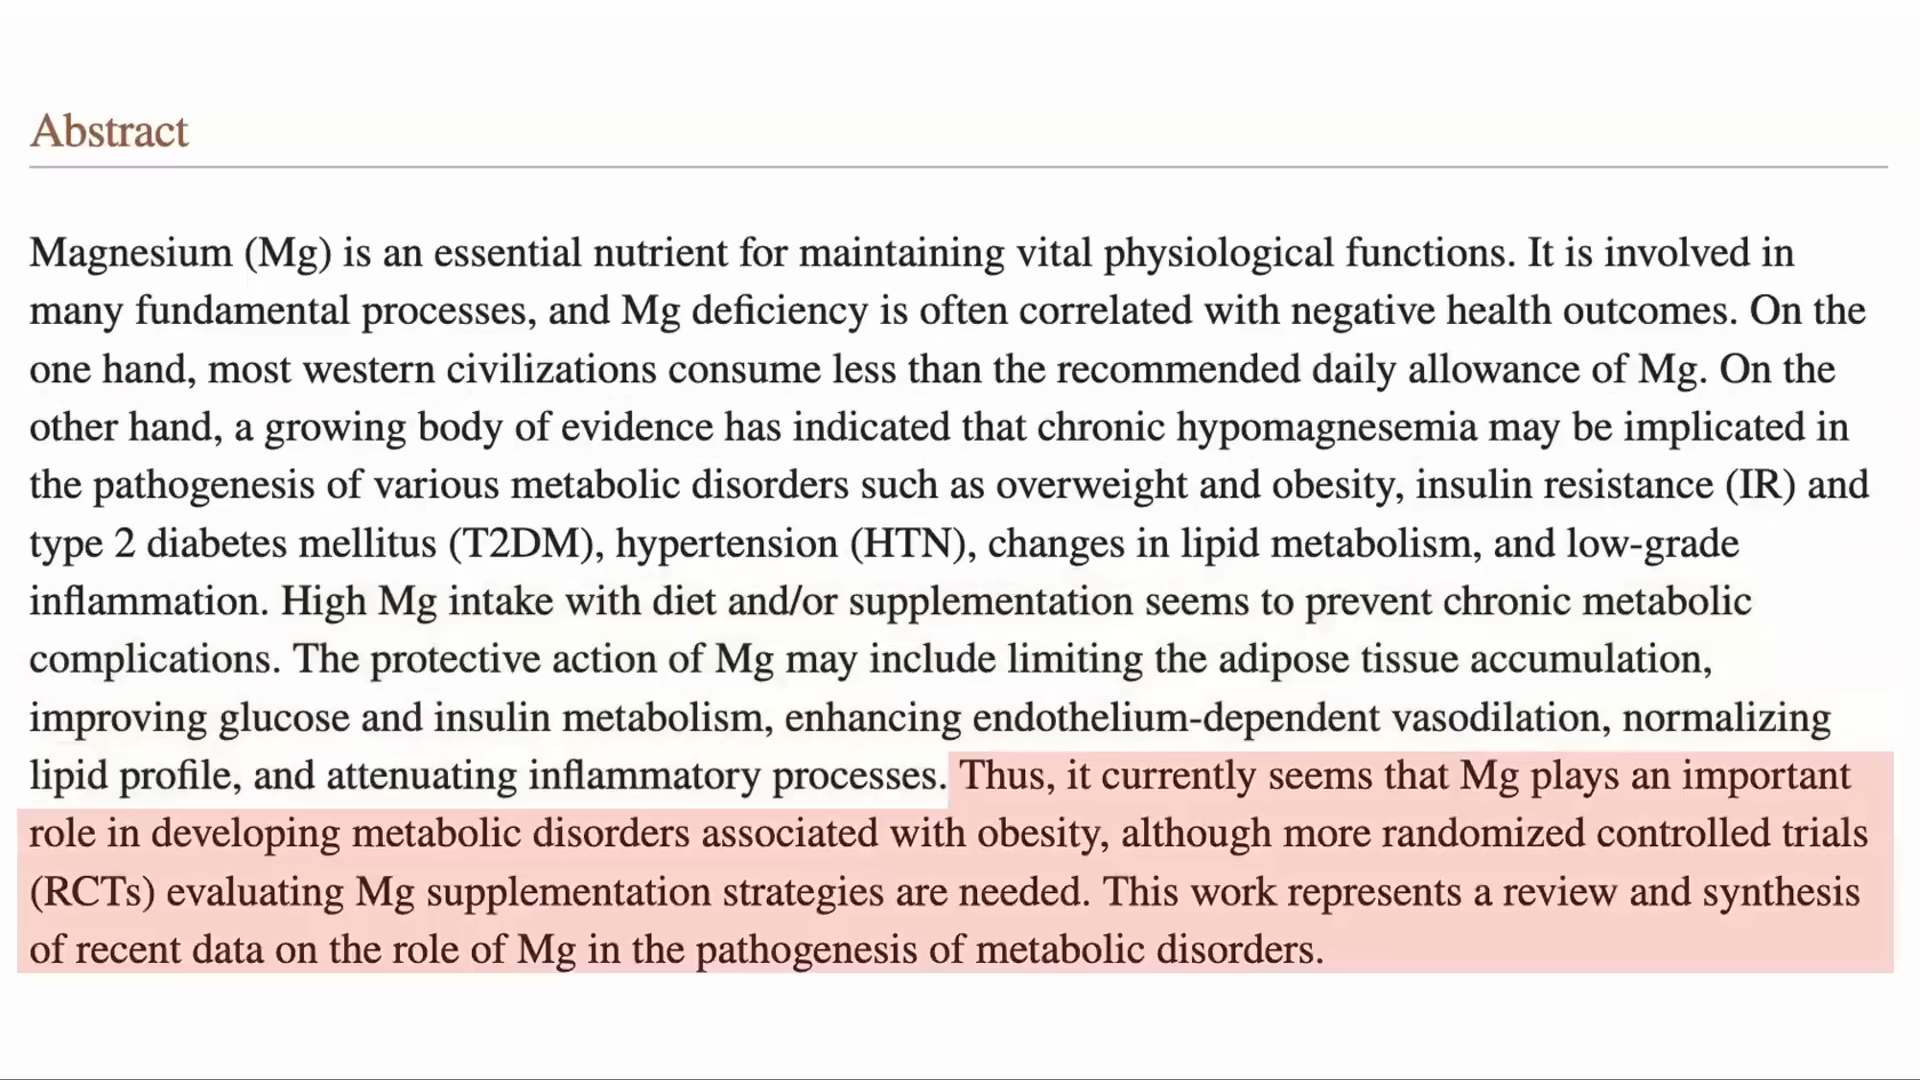 Abstract
Magnesium (Mg) is an essential nutrient for maintaining vital physiological functions. It is involved in
many fundamental processes, and Mg deficiency is often correlated with negative health outcomes. On the
one hand, most western civilizations consume less than the recommended daily allowance of Mg. On the
other hand, a growing body of evidence has indicated that chronic hypomagnesemia may be implicated in
the pathogenesis of various metabolic disorders such as overweight and obesity, insulin resistance (IR) and
type 2 diabetes mellitus (T2DM), hypertension (HTN), changes in lipid metabolism, and low-grade
inflammation. High Mg intake with diet and/or supplementation seems to prevent chronic metabolic
complications. The protective action of Mg may include limiting the adipose tissue accumulation,
improving glucose and insulin metabolism, enhancing endothelium-dependent vasodilation, normalizing
lipid profile, and attenuating inflammatory processes. Thus, it currently seems that Mg plays an important
role in developing metabolic disorders associated with obesity, although more randomized controlled trials
(RCTs) evaluating Mg supplementation strategies are needed. This work represents a review and synthesis
of recent data on the role of Mg in the pathogenesis of metabolic disorders.